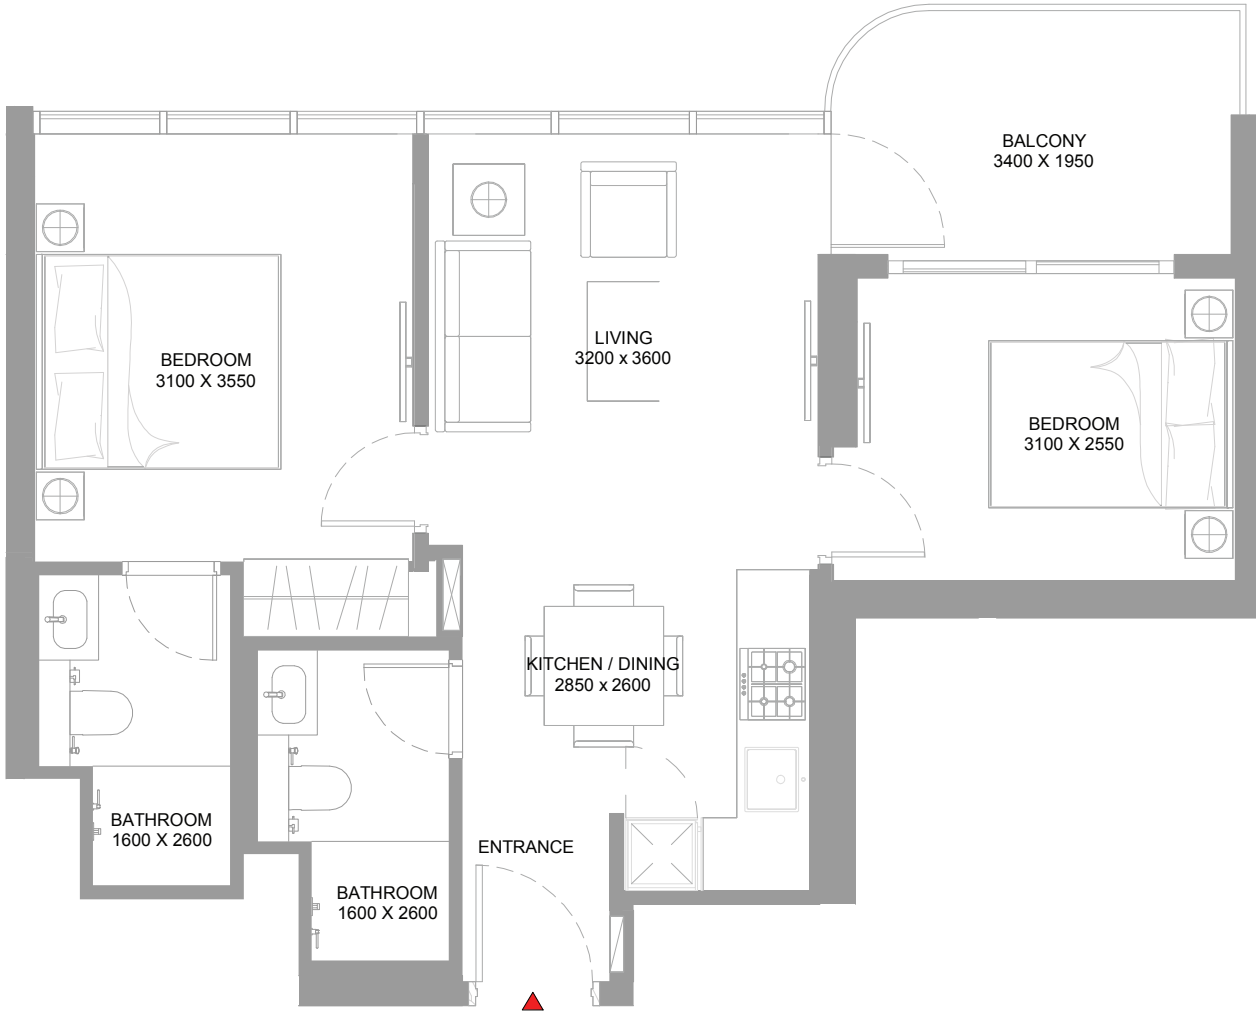 BALCONY
3400 X 1950
LIVING
3200 x 3600
BEDROOM
3100 X 3550
BEDROOM
3100 X 2550
KITCHEN / DINING
2850 x 2600
BATHROOM
1600 X 2600
ENTRANCE
BATHROOM
1600 X 2600